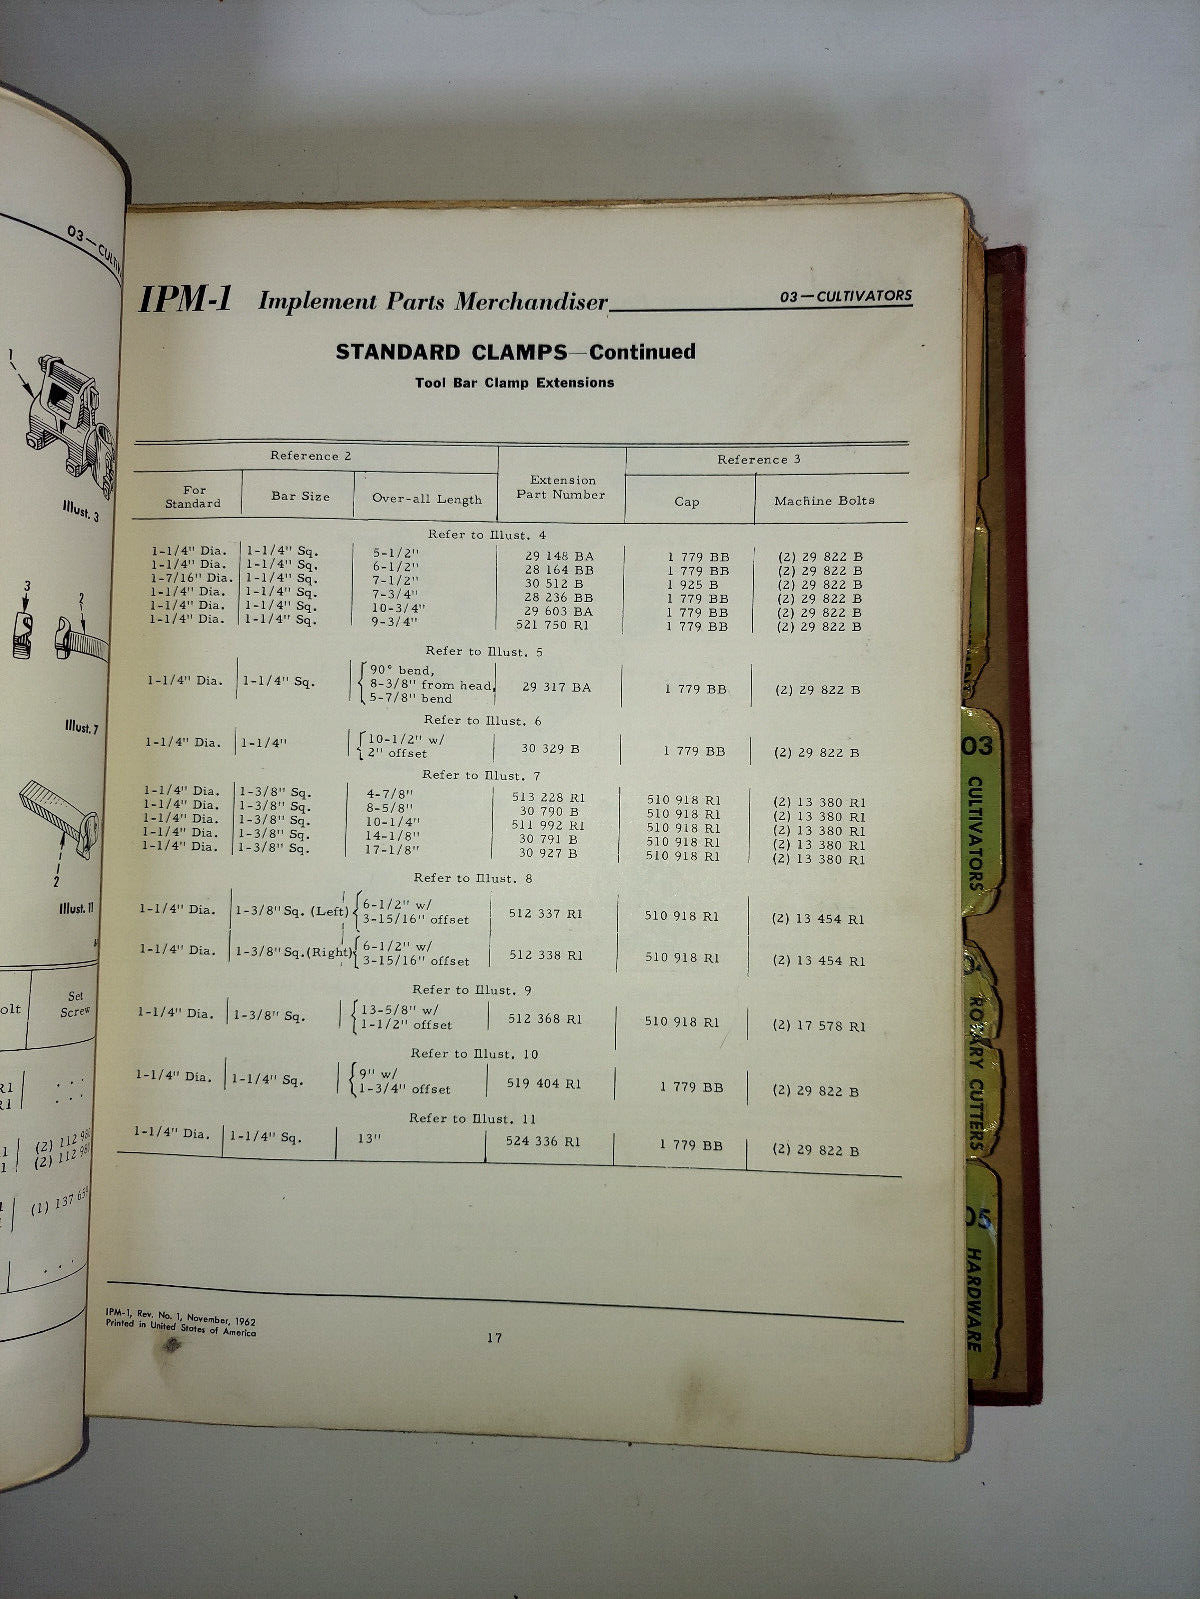 03—CULTIV
1
Illust. 3
3
2
Illust. 7
2
Illust. 11
Set
Screw
R1 . . .
R1 . . .
1 (2) 112 98
1 (2) 112 98
(1) 137 65
. . .
IPM-1 Implement Parts Merchandiser 03—CULTIVATORS
STANDARD CLAMPS—Continued
Tool Bar Clamp Extensions
Reference 2 Extension Part Number Reference 3
For Standard Bar Size Over-all Length Cap Machine Bolts
Refer to Illust. 4
1-1/4" Dia. 1-1/4" Sq. 5-1/2" 29 148 BA 1 779 BB (2) 29 822 B
1-1/4" Dia. 1-1/4" Sq. 6-1/2" 28 164 BB 1 779 BB (2) 29 822 B
1-7/16" Dia. 1-1/4" Sq. 7-1/2" 30 512 B 1 925 B (2) 29 822 B
1-1/4" Dia. 1-1/4" Sq. 7-3/4" 28 236 BB 1 779 BB (2) 29 822 B
1-1/4" Dia. 1-1/4" Sq. 10-3/4" 29 603 BA 1 779 BB (2) 29 822 B
1-1/4" Dia. 1-1/4" Sq. 9-3/4" 521 750 R1 1 779 BB (2) 29 822 B
Refer to Illust. 5
90° bend,
1-1/4" Dia. 1-1/4" Sq. 8-3/8" from head, 29 317 BA 1 779 BB (2) 29 822 B
5-7/8" bend
Refer to Illust. 6
1-1/4" Dia. 1-1/4" 10-1/2" w/ 30 329 B 1 779 BB (2) 29 822 B
2" offset
Refer to Illust. 7
1-1/4" Dia. 1-3/8" Sq. 4-7/8" 513 228 R1 510 918 R1 (2) 13 380 R1
1-1/4" Dia. 1-3/8" Sq. 8-5/8" 30 790 B 510 918 R1 (2) 13 380 R1
1-1/4" Dia. 1-3/8" Sq. 10-1/4" 511 992 R1 510 918 R1 (2) 13 380 R1
1-1/4" Dia. 1-3/8" Sq. 14-1/8" 30 791 B 510 918 R1 (2) 13 380 R1
1-1/4" Dia. 1-3/8" Sq. 17-1/8" 30 927 B 510 918 R1 (2) 13 380 R1
Refer to Illust. 8
1-1/4" Dia. 1-3/8" Sq. (Left) 6-1/2" w/ 512 337 R1 510 918 R1 (2) 13 454 R1
3-15/16" offset
1-1/4" Dia. 1-3/8" Sq. (Right) 6-1/2" w/ 512 338 R1 510 918 R1 (2) 13 454 R1
3-15/16" offset
Refer to Illust. 9
1-1/4" Dia. 1-3/8" Sq. 13-5/8" w/ 512 368 R1 510 918 R1 (2) 17 578 R1
1-1/2" offset
Refer to Illust. 10
1-1/4" Dia. 1-1/4" Sq. 9" w/ 519 404 R1 1 779 BB (2) 29 822 B
1-3/4" offset
Refer to Illust. 11
1-1/4" Dia. 1-1/4" Sq. 13" 524 336 R1 1 779 BB (2) 29 822 B
IPM-1, Rev. No. 1, November, 1962
Printed in United States of America
17
03 CULTIVATORS
ROTARY CUTTERS
05 HARDWARE